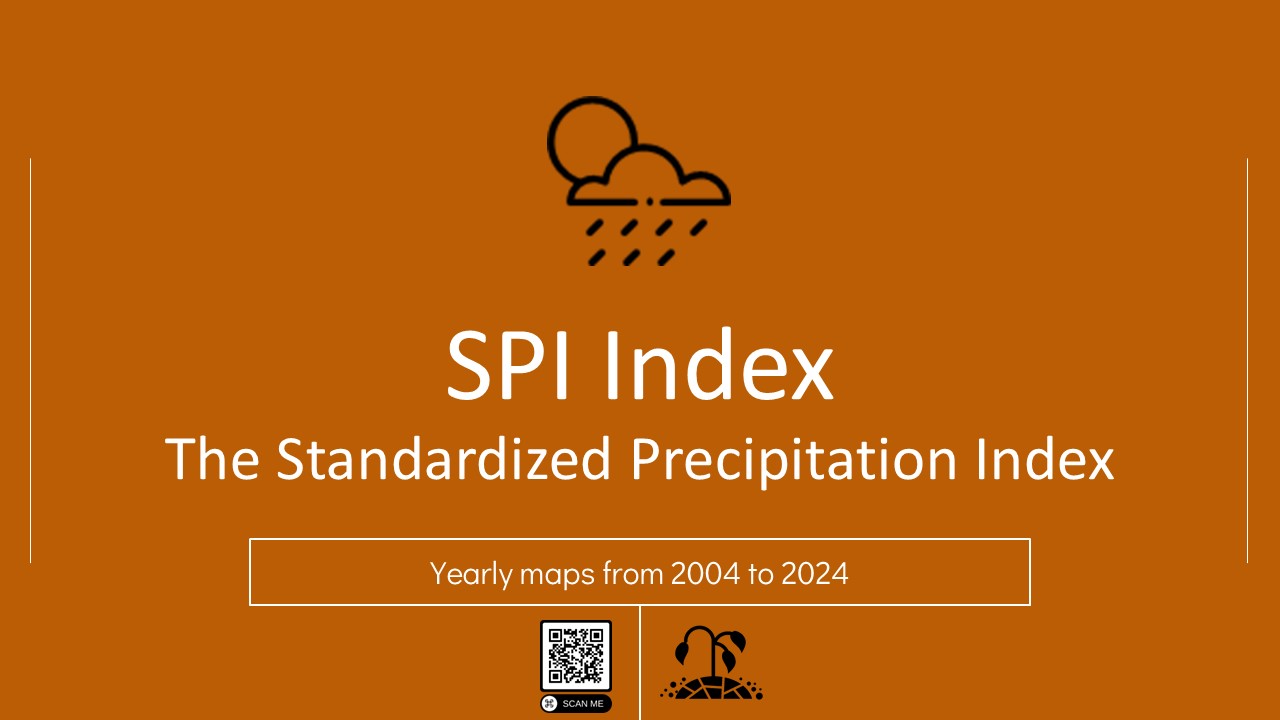 SPI Index
The Standardized Precipitation Index
Yearly maps from 2004 to 2024
SCAN ME